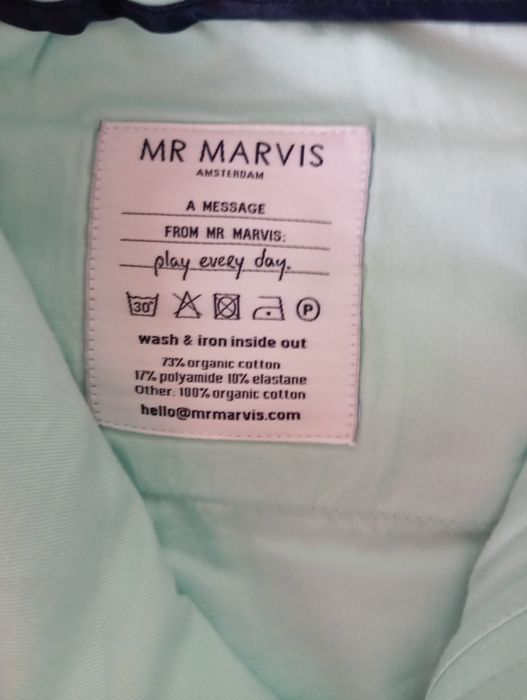 MR MARVIS
AMSTERDAM
A MESSAGE
FROM MR MARVIS:
play every day.
30° P
wash & iron inside out
73% organic cotton
17% polyamide 10% elastane
Other: 100% organic cotton
hello@mrmarvis.com